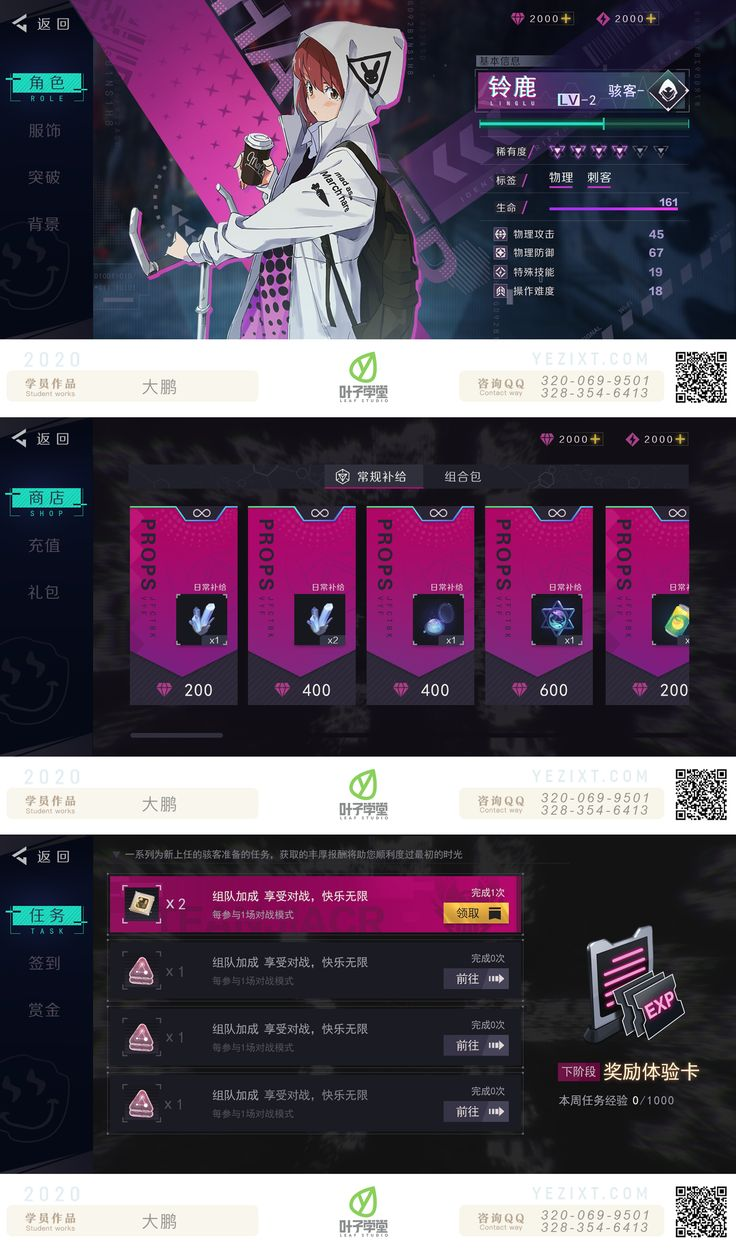 返回
2000
2000
角色
ROLE
服饰
突破
背景
基本信息
铃鹿
LINGLU
LV-2
骇客-
稀有度
标签
物理
刺客
生命
161
物理攻击
45
物理防御
67
特殊技能
19
操作难度
18
mad as
March hare
2020
学员作品
Student works
大鹏
叶子学堂
LEAF STUDIO
YEZIXT.COM
咨询QQ
Contact way
320-069-9501
328-354-6413
返回
2000
2000
商店
SHOP
充值
礼包
常规补给
组合包
PROPS
日常补给
x1
200
PROPS
日常补给
x2
400
PROPS
日常补给
x1
400
PROPS
日常补给
x1
600
PROPS
200
2020
学员作品
Student works
大鹏
叶子学堂
LEAF STUDIO
YEZIXT.COM
咨询QQ
Contact way
320-069-9501
328-354-6413
返回
一系列为新上任的骇客准备的任务，获取的丰厚报酬将助您顺利度过最初的时光
任务
TASK
签到
赏金
x 2
组队加成 享受对战，快乐无限
每参与1场对战模式
完成1次
领取
x 1
组队加成 享受对战，快乐无限
每参与1场对战模式
完成0次
前往
x 1
组队加成 享受对战，快乐无限
每参与1场对战模式
完成0次
前往
x 1
组队加成 享受对战，快乐无限
每参与1场对战模式
完成0次
前往
EXP
下阶段
奖励体验卡
本周任务经验 0/1000
2020
学员作品
Student works
大鹏
叶子学堂
LEAF STUDIO
YEZIXT.COM
咨询QQ
Contact way
320-069-9501
328-354-6413